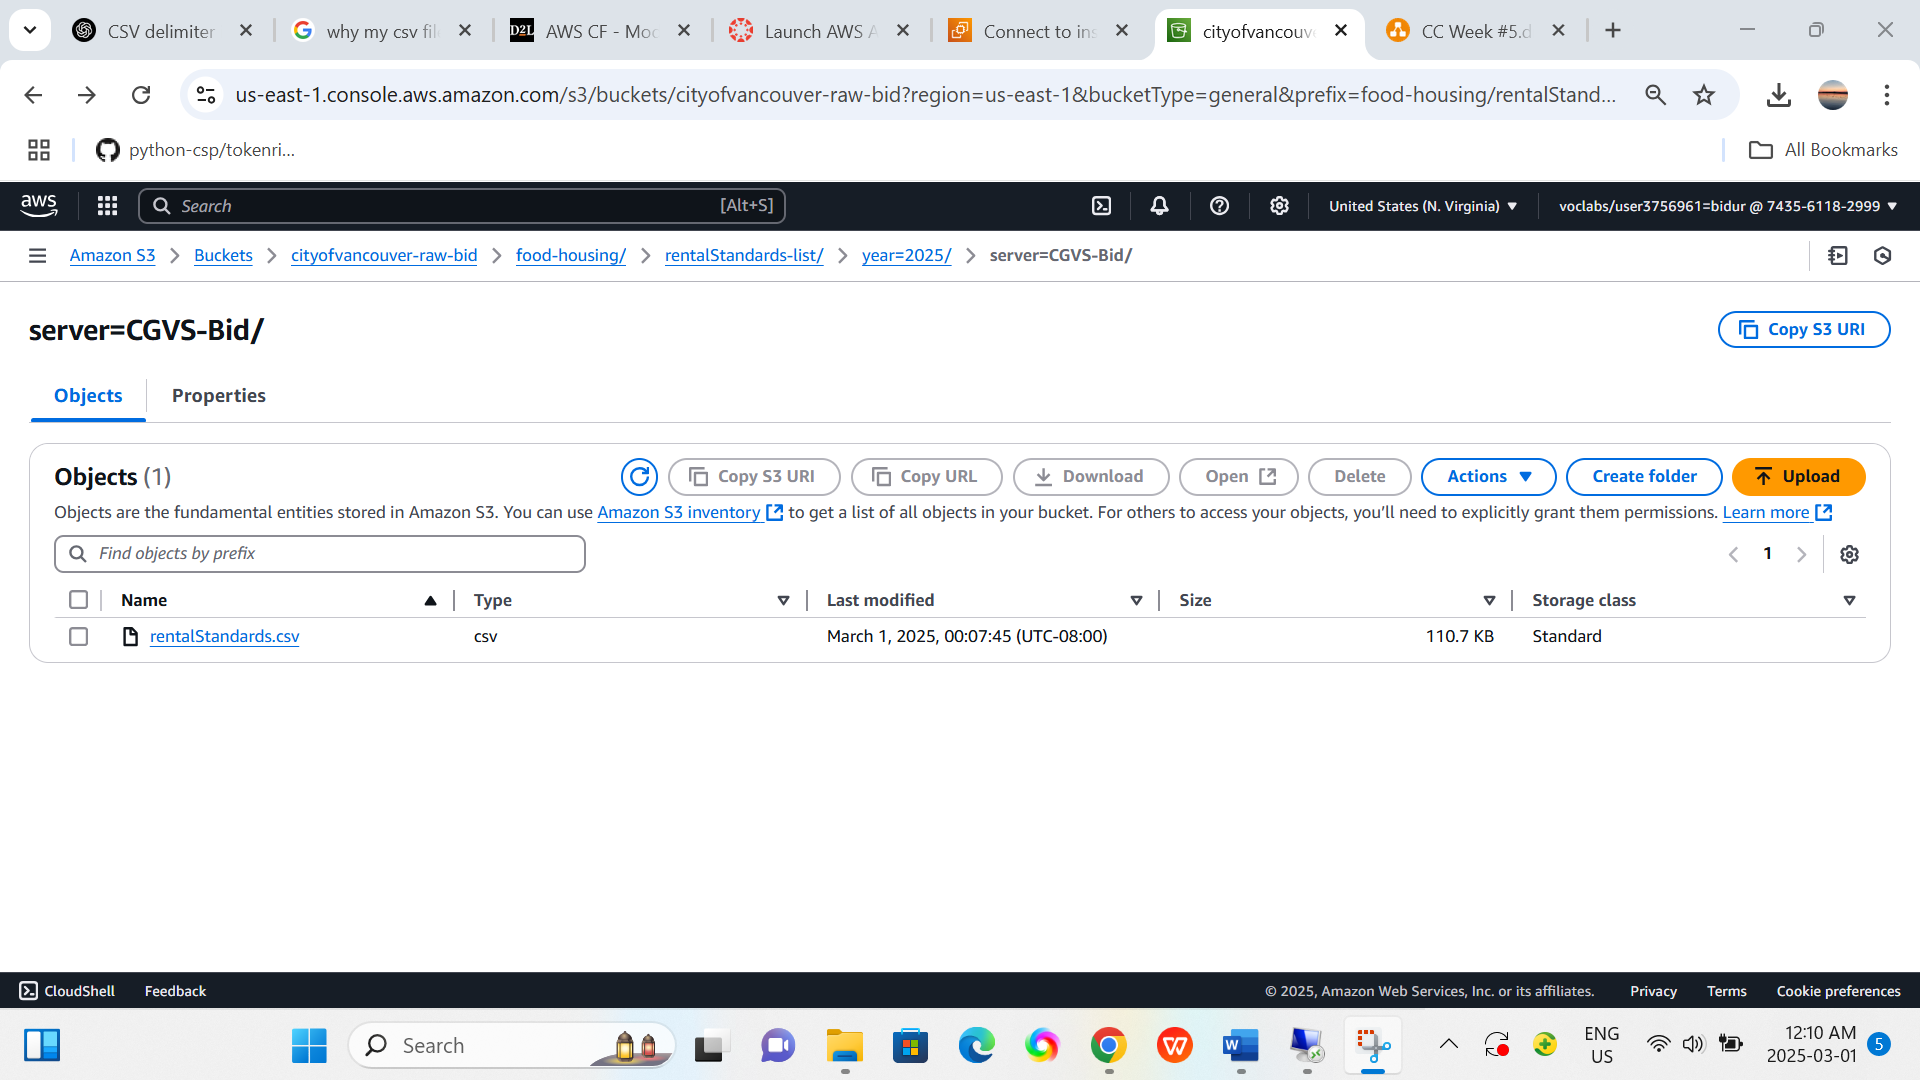 CSV delimiter
why my csv fil
D2L AWS CF - Moc
Launch AWS A
Connect to ins
cityofvancouv
CC Week #5.d
us-east-1.console.aws.amazon.com/s3/buckets/cityofvancouver-raw-bid?region=us-east-1&bucketType=general&prefix=food-housing/rentalStand...
python-csp/tokenri...
All Bookmarks
aws
Search
[Alt+S]
United States (N. Virginia)
voclabs/user3756961=bidur @ 7435-6118-2999
Amazon S3
Buckets
cityofvancouver-raw-bid
food-housing/
rentalStandards-list/
year=2025/
server=CGVS-Bid/
server=CGVS-Bid/
Copy S3 URI
Objects
Properties
Objects (1)
Copy S3 URI
Copy URL
Download
Open
Delete
Actions
Create folder
Upload
Objects are the fundamental entities stored in Amazon S3. You can use Amazon S3 inventory to get a list of all objects in your bucket. For others to access your objects, you’ll need to explicitly grant them permissions. Learn more
Find objects by prefix
1
Name
Type
Last modified
Size
Storage class
rentalStandards.csv
csv
March 1, 2025, 00:07:45 (UTC-08:00)
110.7 KB
Standard
CloudShell
Feedback
© 2025, Amazon Web Services, Inc. or its affiliates.
Privacy
Terms
Cookie preferences
Search
ENG
US
12:10 AM
2025-03-01
5